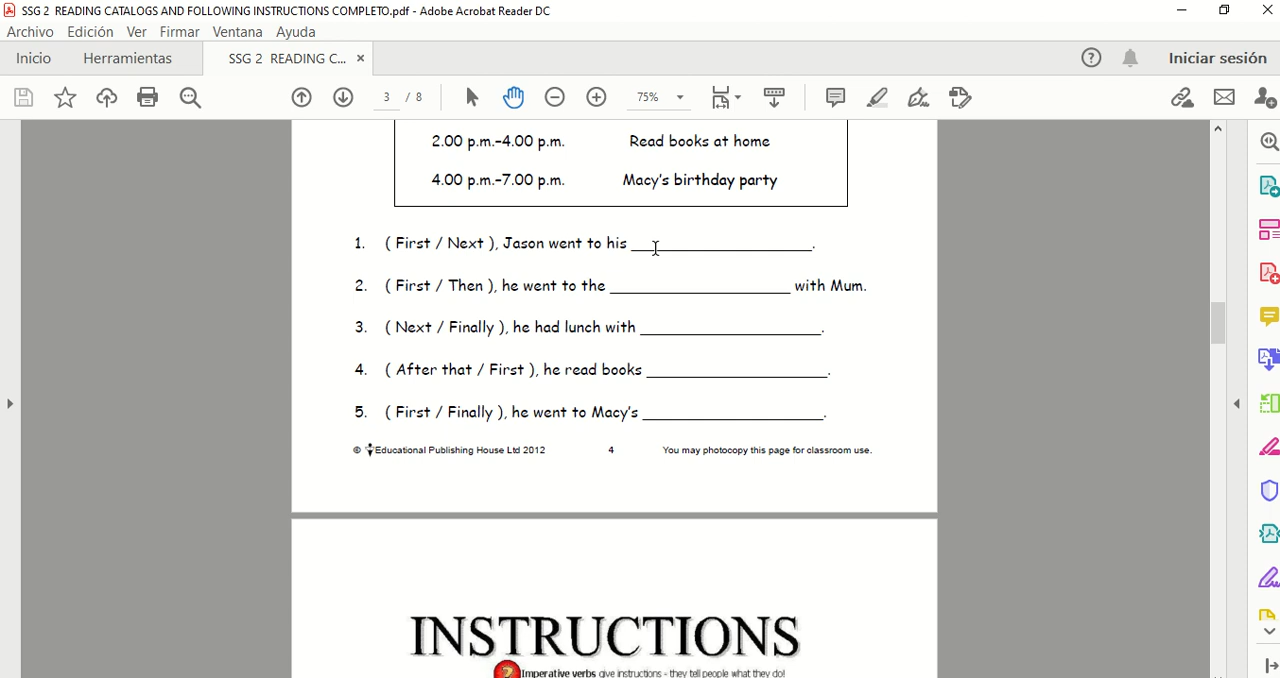 SSG 2 READING CATALOGS AND FOLLOWING INSTRUCTIONS COMPLETO.pdf - Adobe Acrobat Reader DC
Archivo Edición Ver Firmar Ventana Ayuda
Inicio Herramientas SSG 2 READING C... × Iniciar sesión
3 / 8 75%
2.00 p.m.-4.00 p.m. Read books at home
4.00 p.m.-7.00 p.m. Macy's birthday party
1. ( First / Next ), Jason went to his ____________________.
2. ( First / Then ), he went to the ____________________ with Mum.
3. ( Next / Finally ), he had lunch with ____________________.
4. ( After that / First ), he read books ____________________.
5. ( First / Finally ), he went to Macy's ____________________.
© Educational Publishing House Ltd 2012 4 You may photocopy this page for classroom use.
INSTRUCTIONS
Imperative verbs give instructions - they tell people what they do!